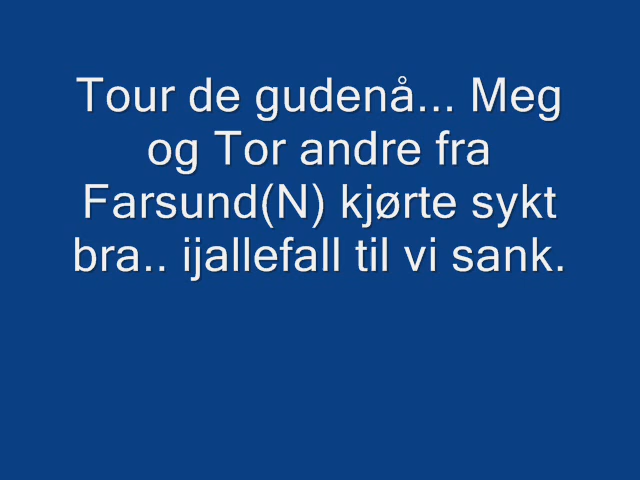 Tour de gudenå... Meg
og Tor andre fra
Farsund(N) kjørte sykt
bra.. ijallefall til vi sank.